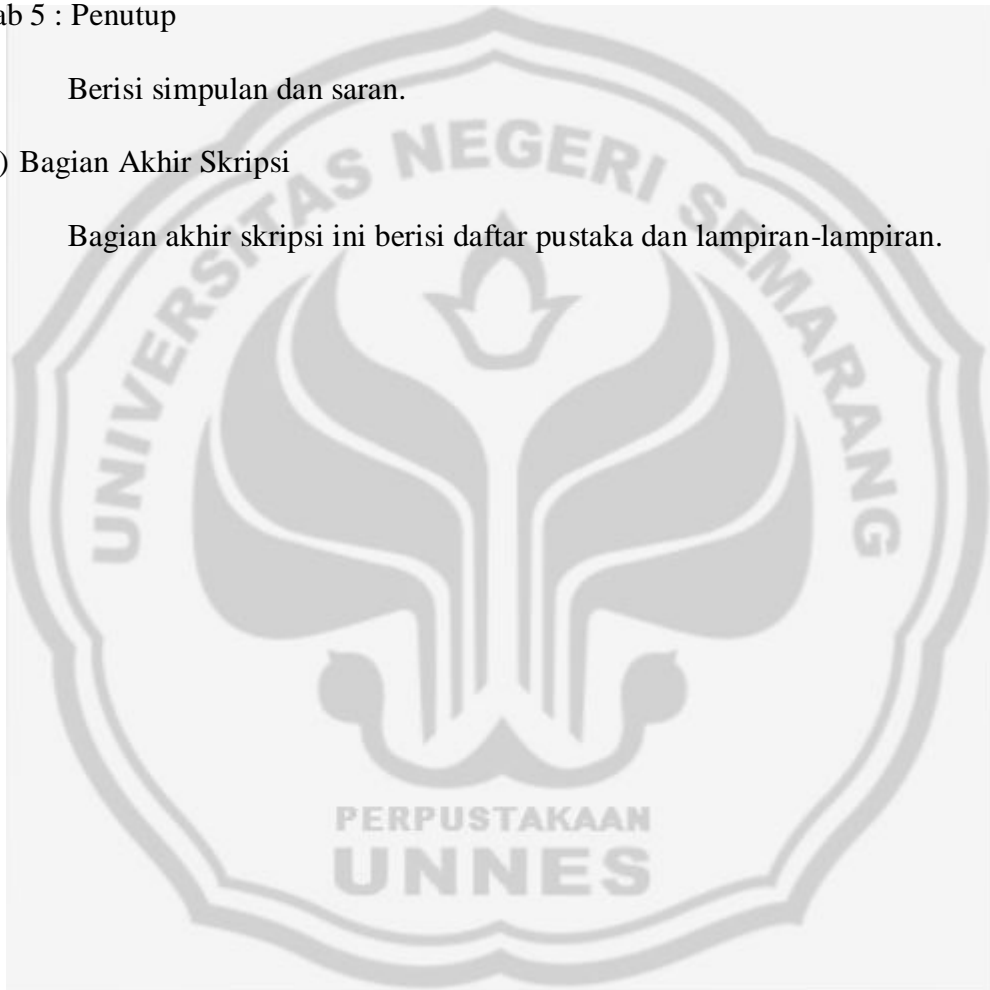 ab 5 : Penutup
Berisi simpulan dan saran.
) Bagian Akhir Skripsi
Bagian akhir skripsi ini berisi daftar pustaka dan lampiran-lampiran.
UNIVERSITAS NEGERI SEMARANG
PERPUSTAKAAN
UNNES